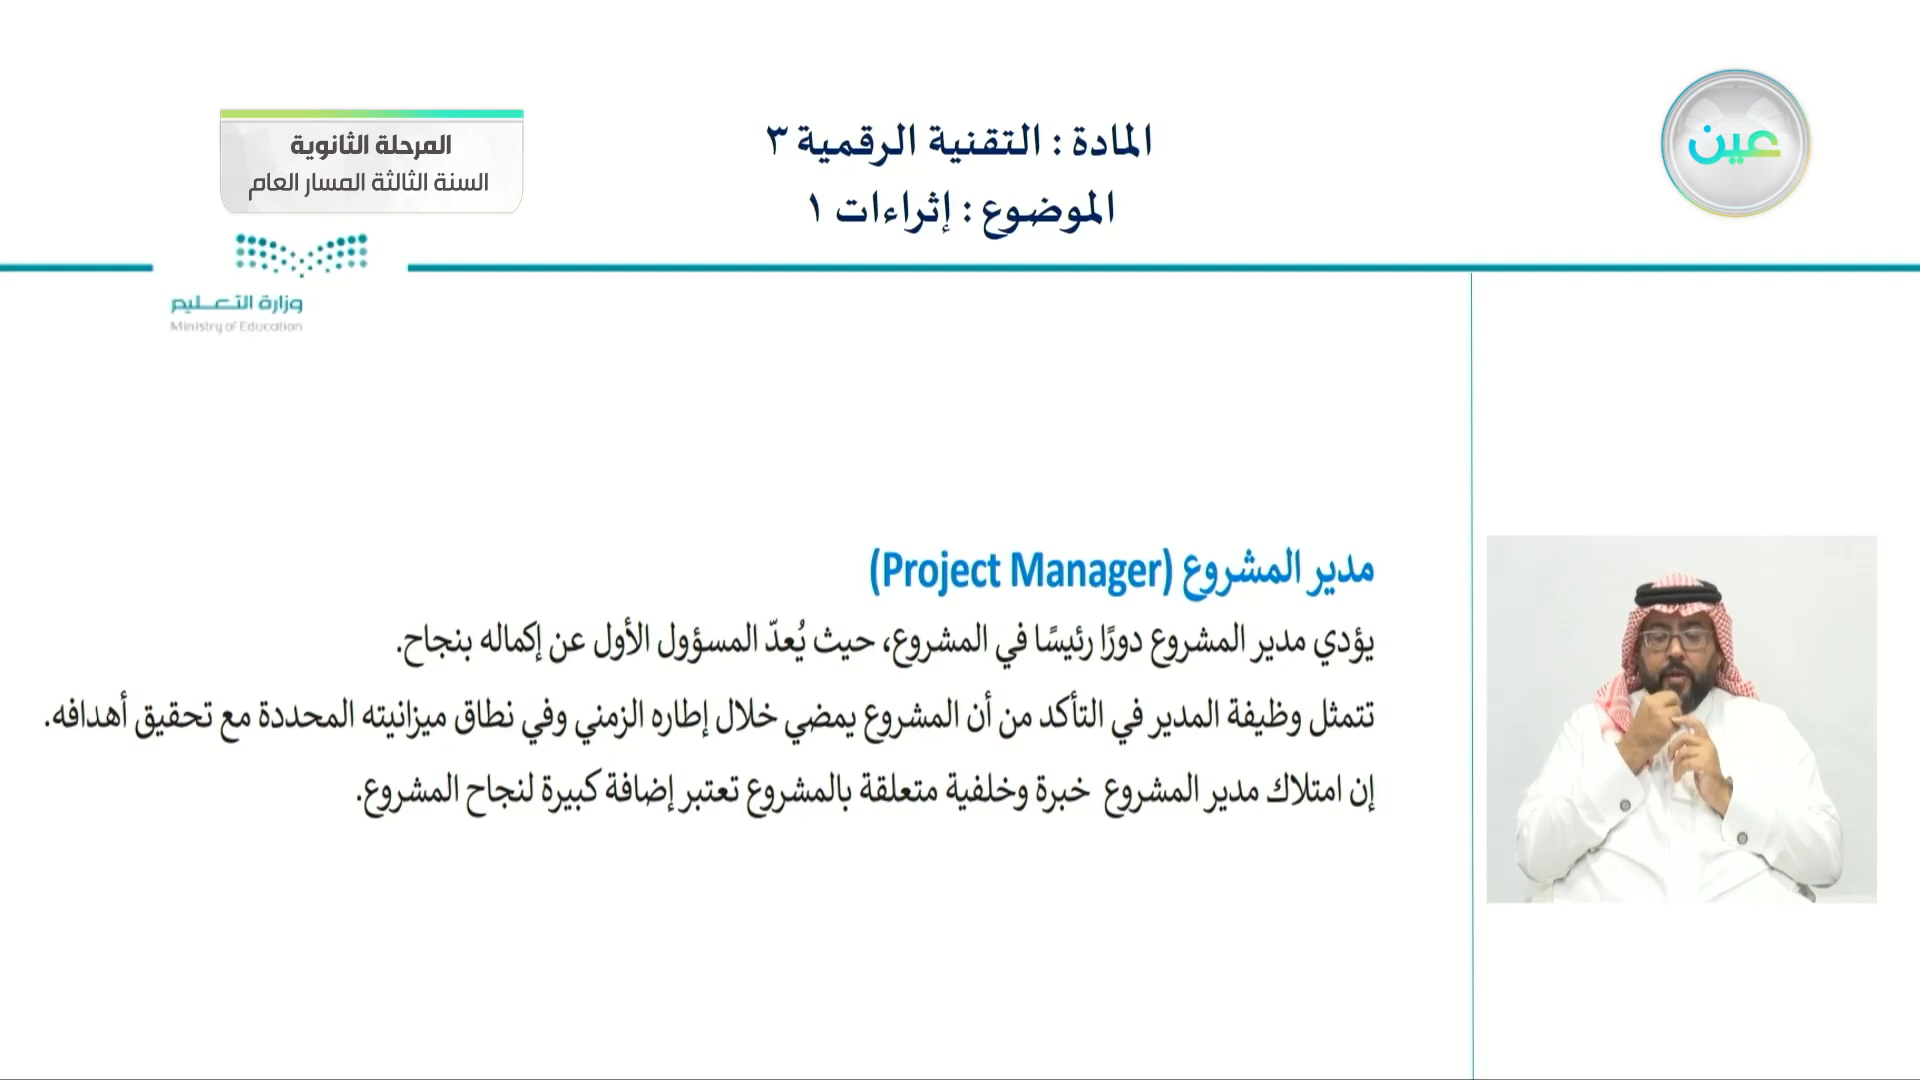 المرحلة الثانوية
السنة الثالثة المسار العام
المادة : التقنية الرقمية ٣
الموضوع : إثراءات ١
عين
وزارة التعليم
Ministry of Education
مدير المشروع (Project Manager)
يؤدي مدير المشروع دورًا رئيسًا في المشروع، حيث يُعدّ المسؤول الأول عن إكماله بنجاح.
تتمثل وظيفة المدير في التأكد من أن المشروع يمضي خلال إطاره الزمني وفي نطاق ميزانيته المحددة مع تحقيق أهدافه.
إن امتلاك مدير المشروع خبرة وخلفية متعلقة بالمشروع تعتبر إضافة كبيرة لنجاح المشروع.